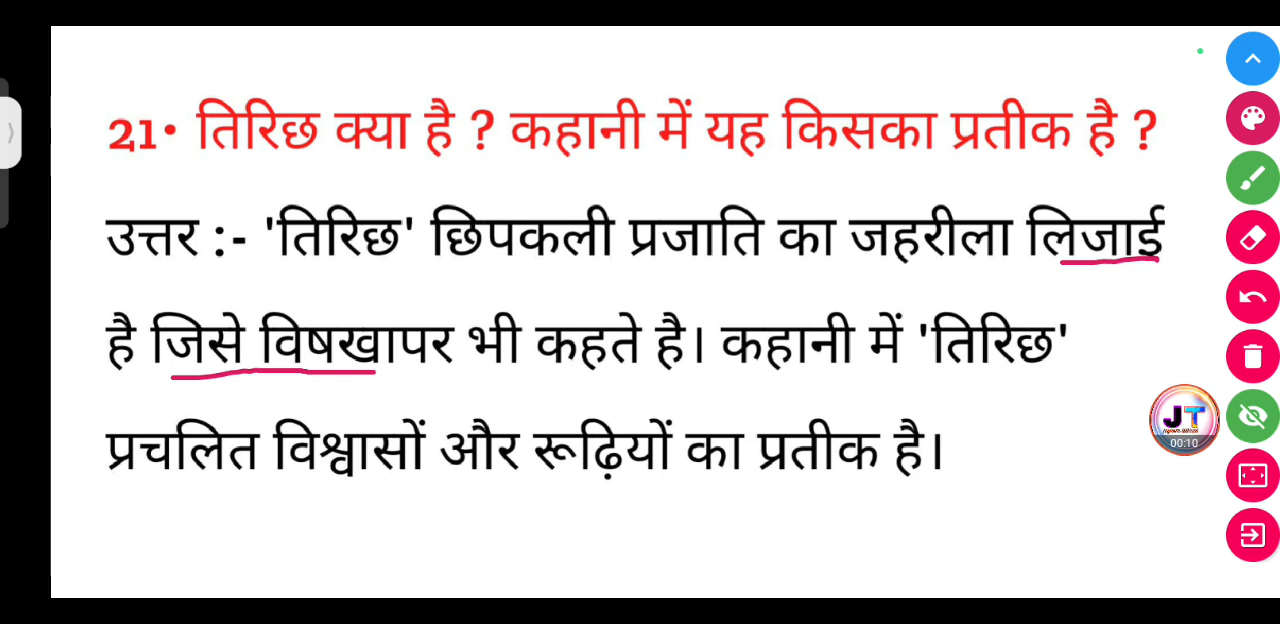 21• तिरिछ क्या है ? कहानी में यह किसका प्रतीक है ?
उत्तर :- 'तिरिछ' छिपकली प्रजाति का जहरीला लिजाई
है जिसे विषखापर भी कहते है। कहानी में 'तिरिछ'
प्रचलित विश्वासों और रूढ़ियों का प्रतीक है।
JT
00:10